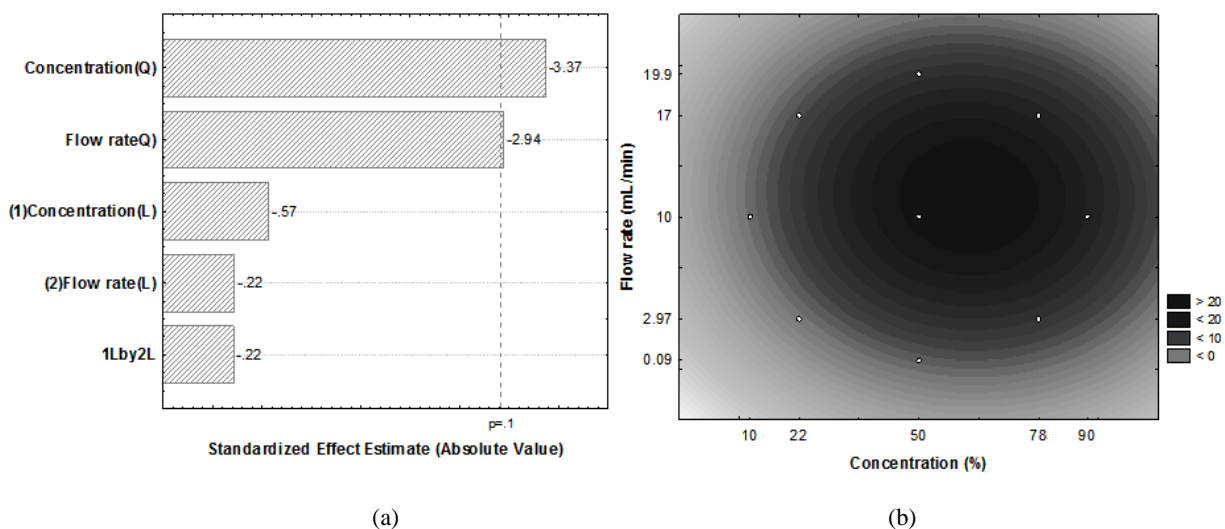 Concentration(Q)
-3.37
Flow rateQ)
-2.94
(1)Concentration(L)
-.57
(2)Flow rate(L)
-.22
1Lby2L
-.22
p=.1
Standardized Effect Estimate (Absolute Value)
(a)
Flow rate (mL/min)
19.9
17
10
2.97
0.09
10 22 50 78 90
Concentration (%)
> 20
< 20
< 10
< 0
(b)